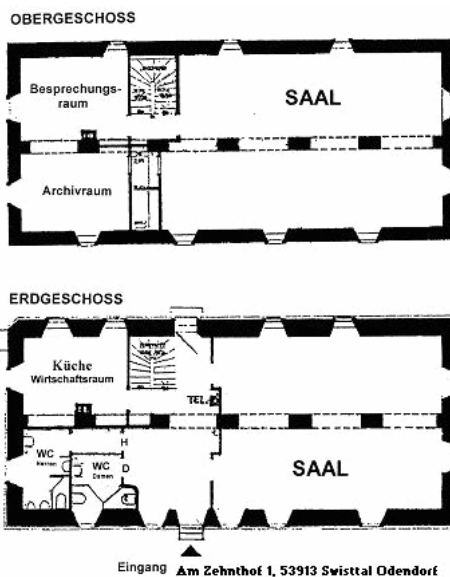 OBERGESCHOSS
Besprechungs-
raum
SAAL
Archivraum
ERDGESCHOSS
Küche
Wirtschaftsraum
TEL.
WC
Herren
H
WC
Damen
D
SAAL
Eingang Am Zehnthof 1, 53913 Swisttal Odendorf